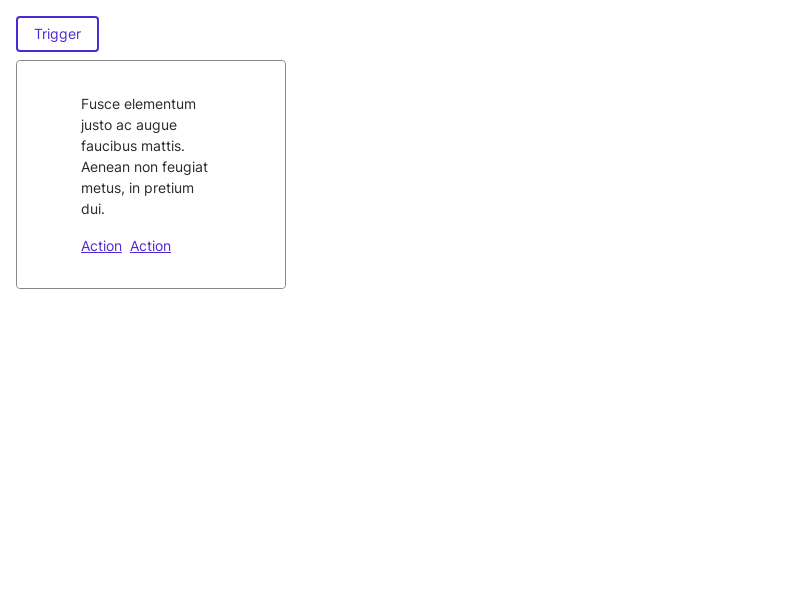 Trigger
Fusce elementum
justo ac augue
faucibus mattis.
Aenean non feugiat
metus, in pretium
dui.
Action Action